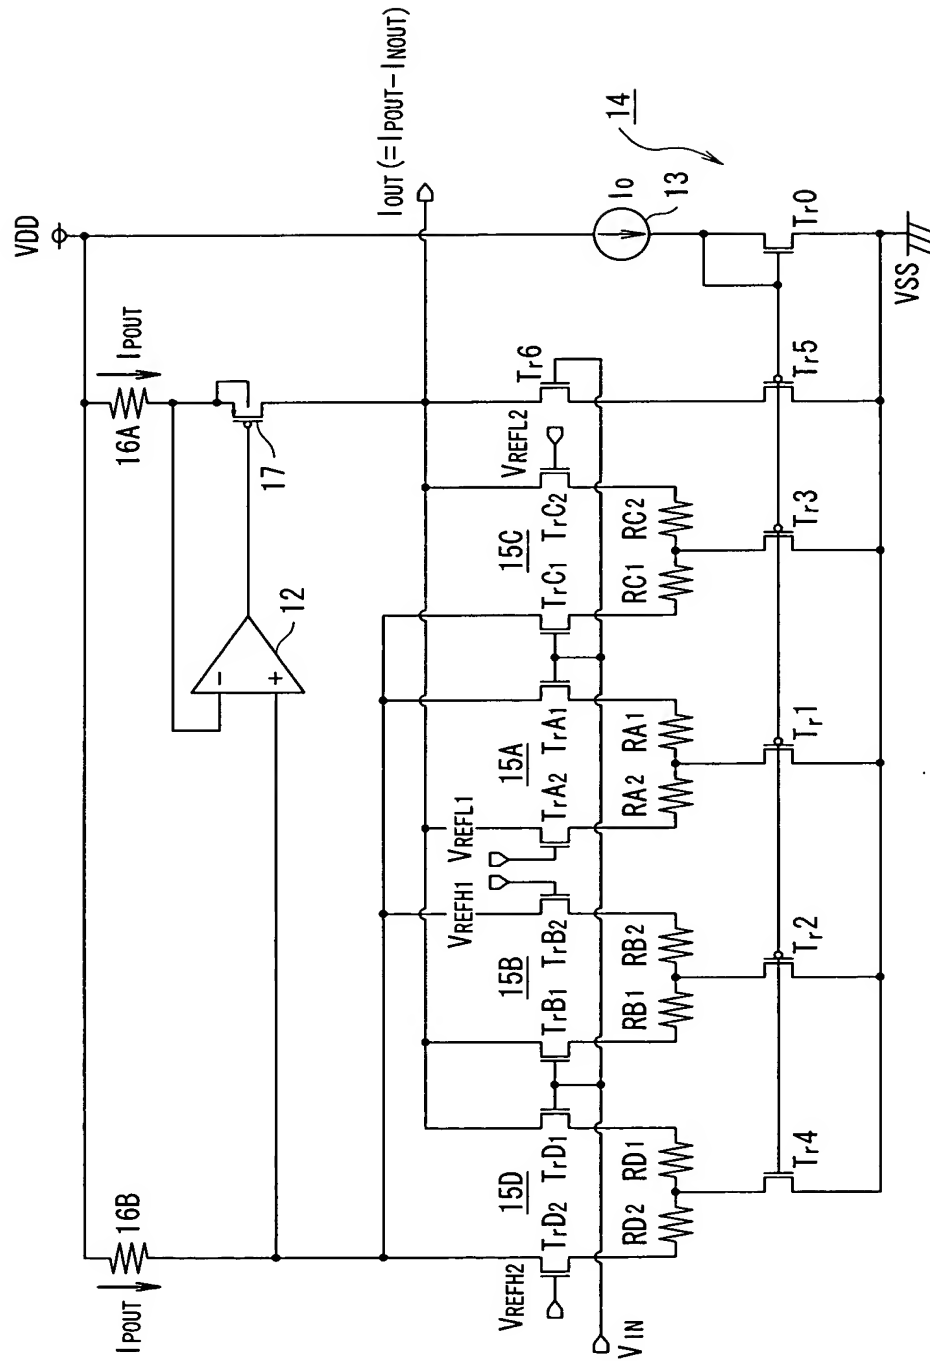 VDD
16B
IPOUT
16A
IPOUT
17
12
IOUT(=IPOUT-INOUT)
14
I0
13
VREFH2
TrD2
15D
TrD1
TrB1
15B
TrB2
VREFH1
VREFL1
TrA2
15A
TrA1
TrC1
15C
TrC2
VREFL2
Tr6
-
+
VIN
RD2
RD1
RB1
RB2
RA2
RA1
RC1
RC2
Tr4
Tr2
Tr1
Tr3
Tr5
Tr0
VSS